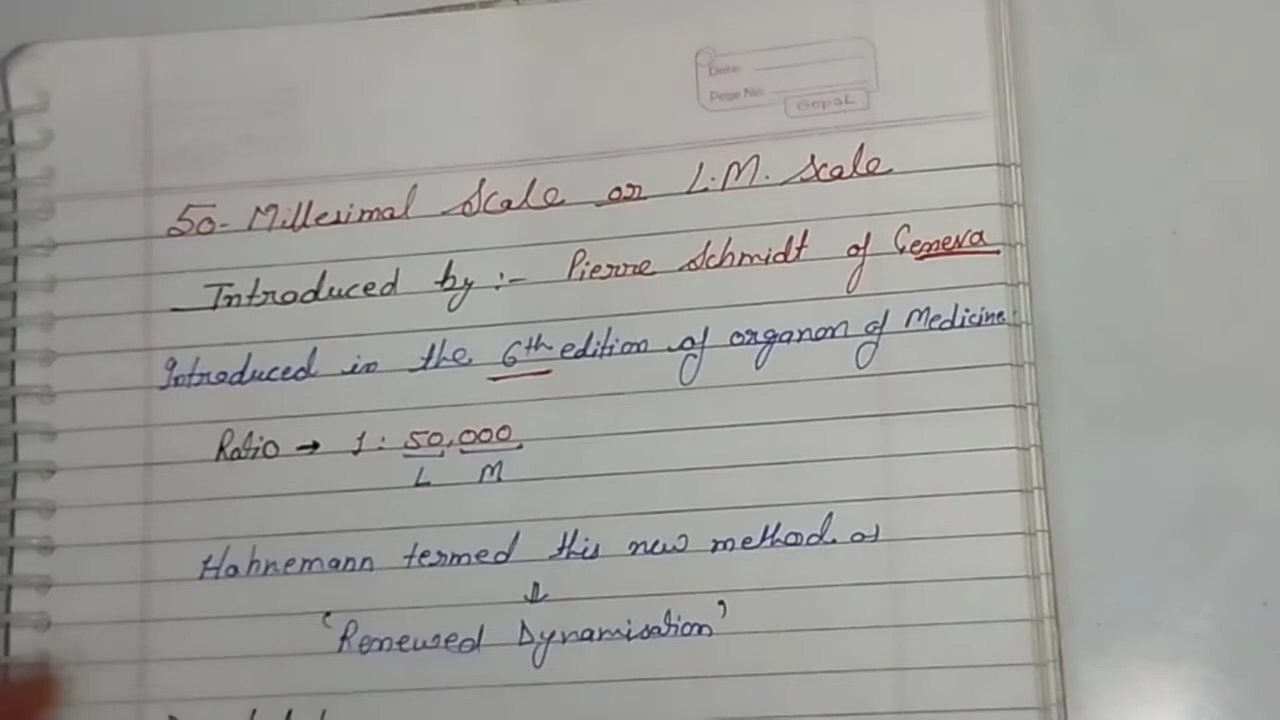 Date
Page No.
Gopal
50-Millesimal Scale or L.M. Scale
Introduced by :- Pierre Schmidt of Geneva
Introduced in the 6th edition of organon of Medicine
Ratio → 1 : 50,000
L M
Hahnemann termed this new method as
↓
'Renewed Dynamisation'